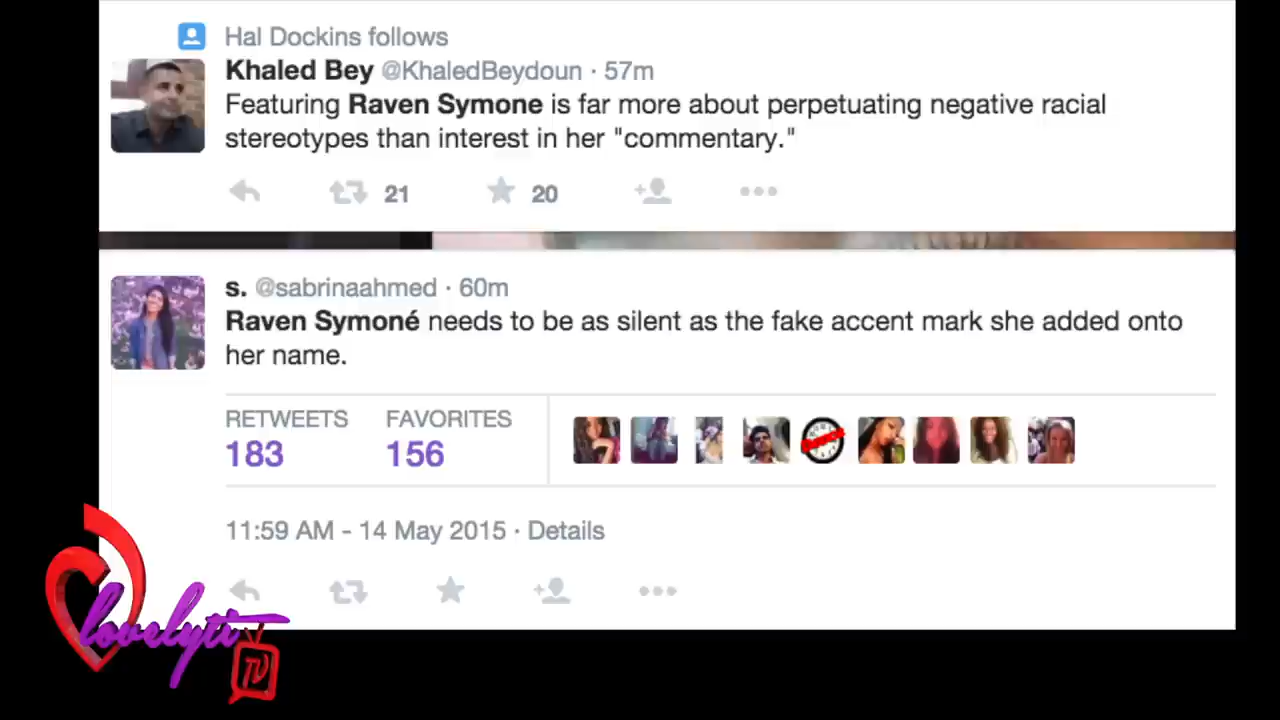 Hal Dockins follows
Khaled Bey @KhaledBeydoun · 57m
Featuring Raven Symone is far more about perpetuating negative racial
stereotypes than interest in her "commentary."
21 20
s. @sabrinaahmed · 60m
Raven Symoné needs to be as silent as the fake accent mark she added onto
her name.
RETWEETS FAVORITES
183 156
11:59 AM - 14 May 2015 · Details
lovelyti
TV